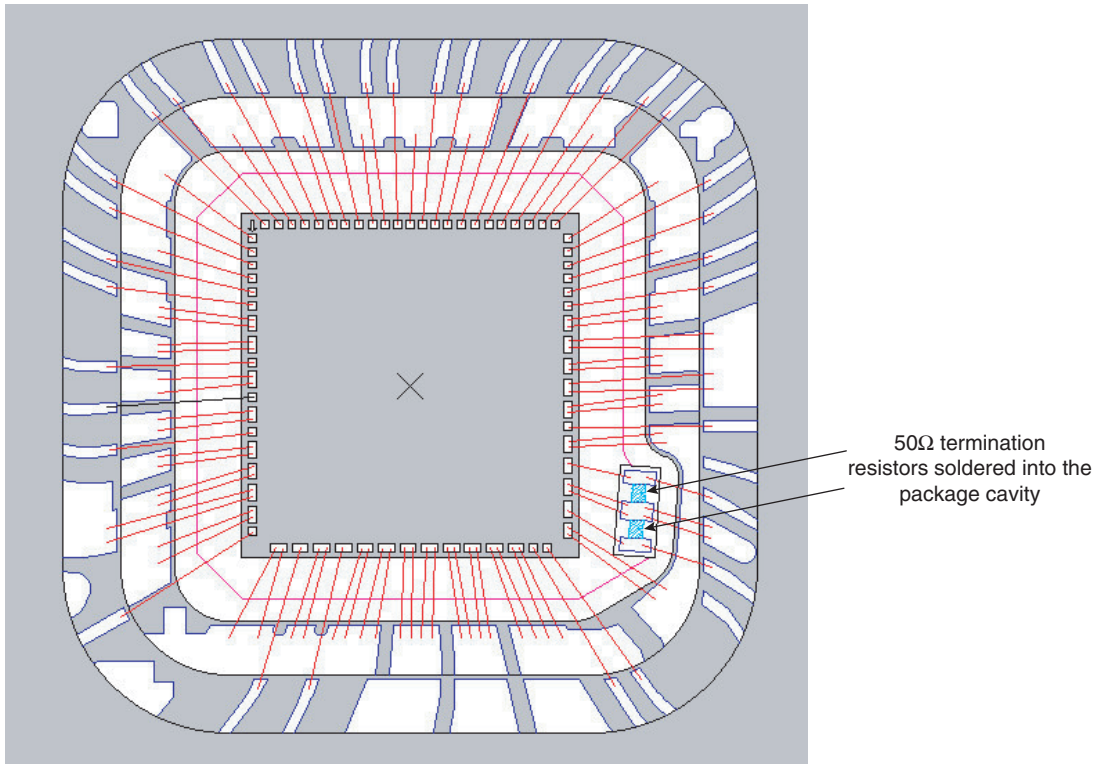 50Ω termination
resistors soldered into the
package cavity